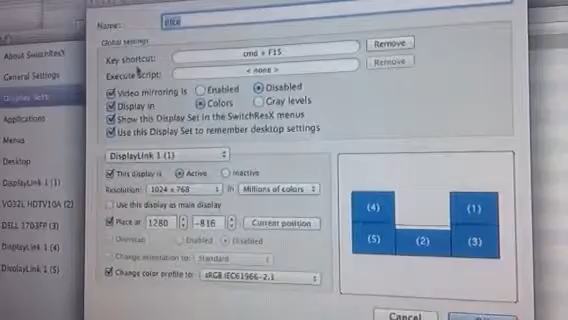 Name:
Global settings
Key shortcut: cmd + F15 Remove
Execute script: < none > Remove
Video mirroring is Enabled Disabled
Display in Colors Gray levels
Show this Display Set in the SwitchResX menus
Use this Display Set to remember desktop settings
About SwitchResX
General Settings
Display Sets
Applications
Menus
Desktop
DisplayLink 1 (1)
VO32L HDTV10A (2)
DELL 1703FP (3)
DisplayLink 1 (4)
DisplayLink 1 (5)
DisplayLink 1 (1)
This display is Active Inactive
Resolution: 1024 x 768 in Millions of colors
Use this display as main display
Place at 1280 -816 Current position
Overscan Enabled Disabled
Change orientation to: Standard
Change color profile to: sRGB IEC61966-2.1
(4) (1)
(5) (2) (3)
Cancel